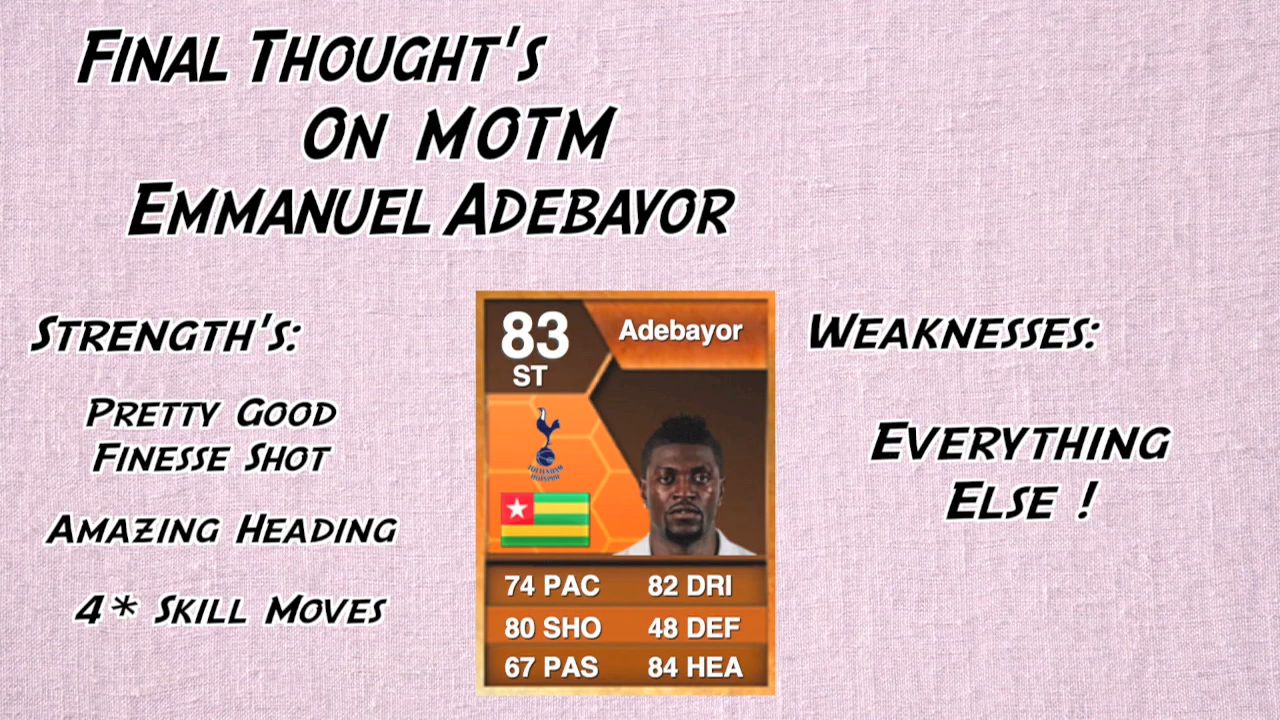 Final Thought's
On MOTM
Emmanuel Adebayor
Strength's:
Pretty Good
Finesse Shot
Amazing Heading
4* Skill Moves
83
ST
Adebayor
74 PAC 82 DRI
80 SHO 48 DEF
67 PAS 84 HEA
Weaknesses:
Everything
Else !